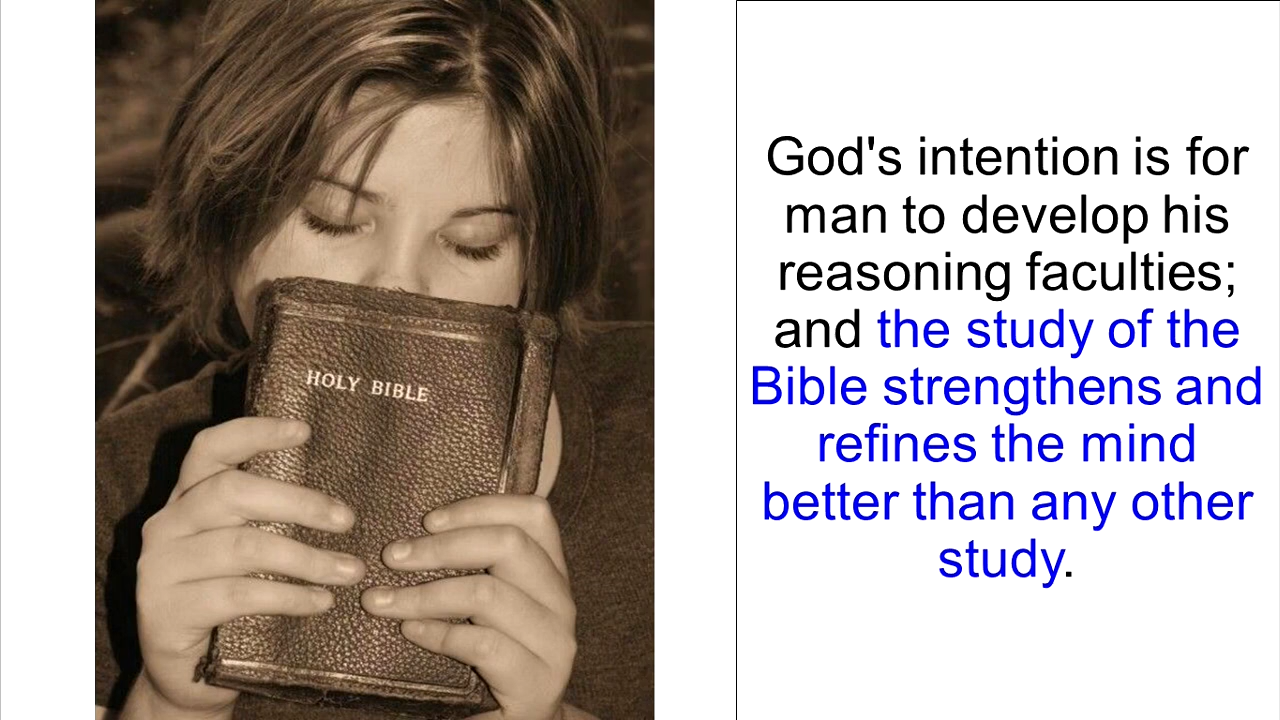 HOLY BIBLE
God's intention is for
man to develop his
reasoning faculties;
and the study of the
Bible strengthens and
refines the mind
better than any other
study.